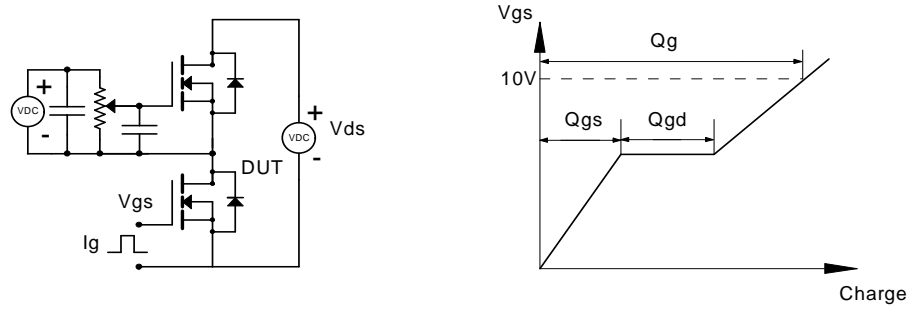 +
VDC
-
+
VDC
-
Vds
DUT
Vgs
Ig
Vgs
Qg
10V
Qgs
Qgd
Charge